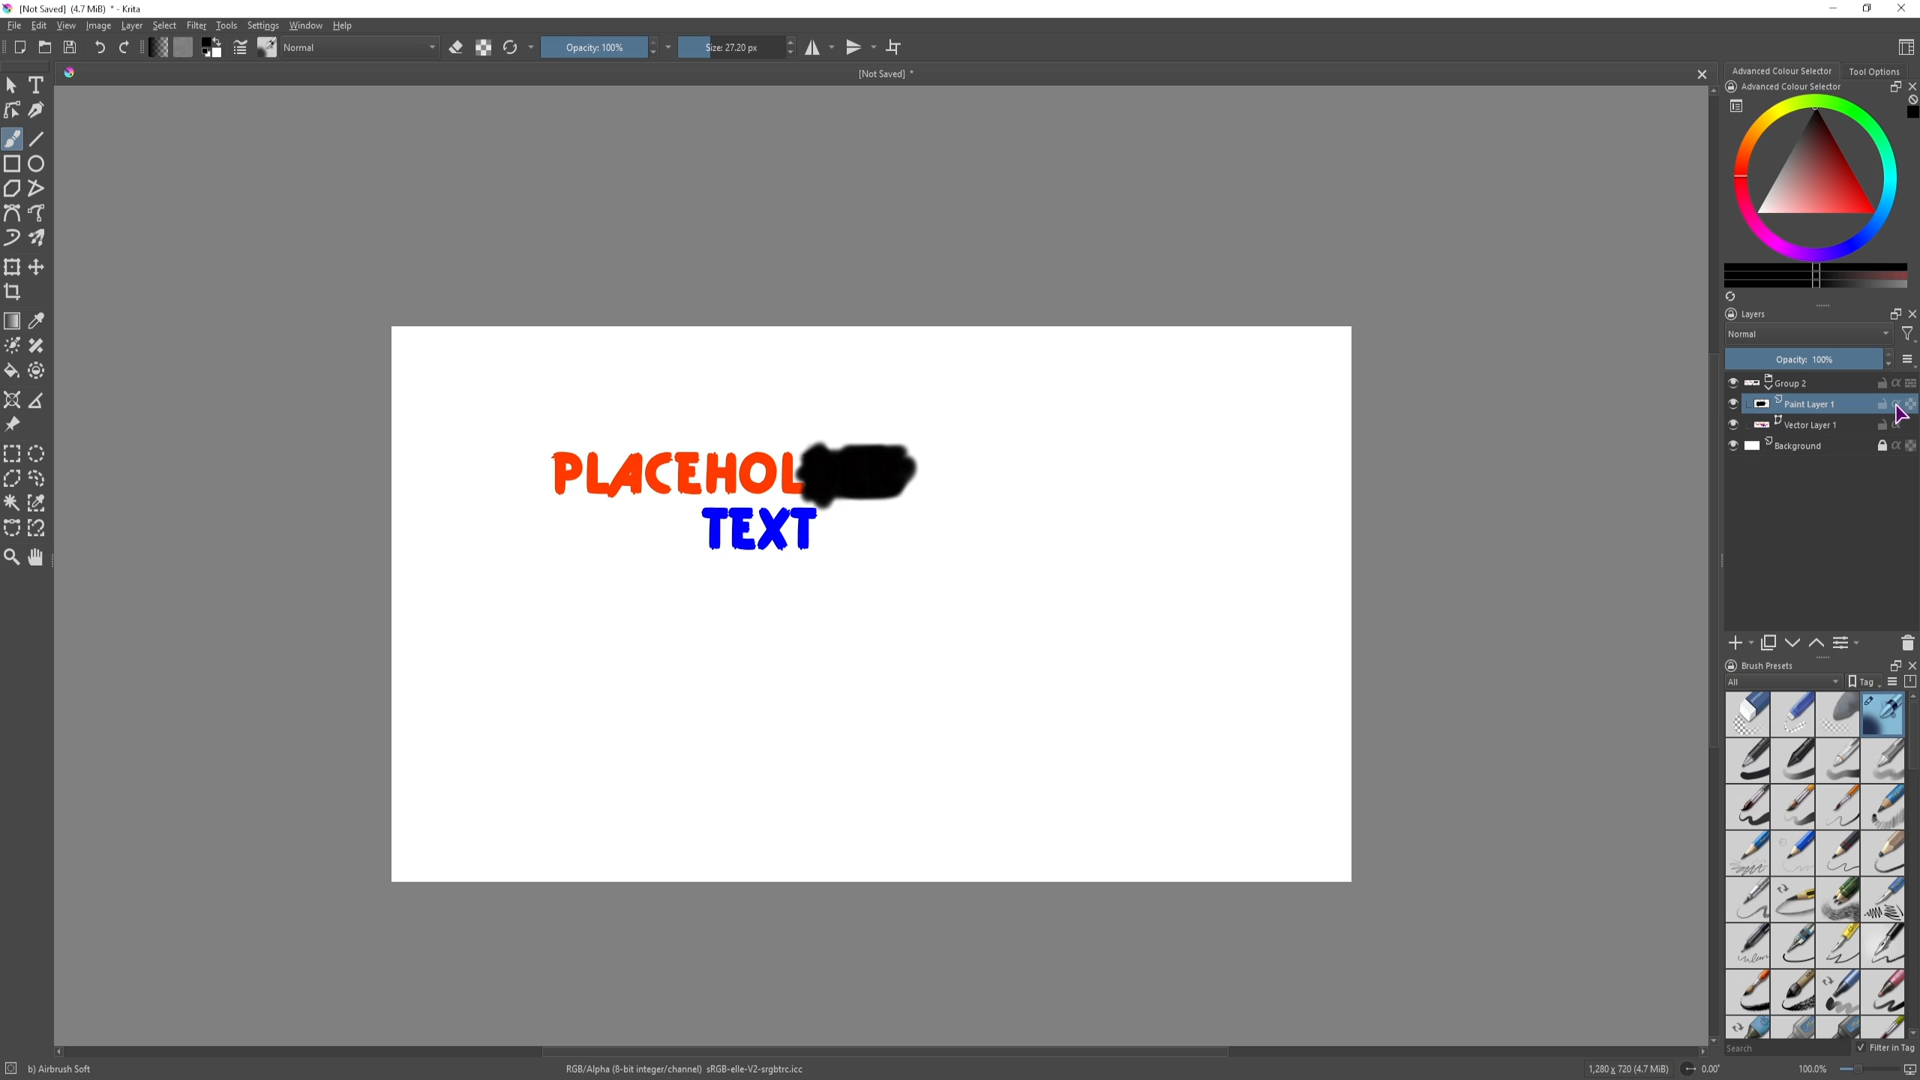 [Not Saved]  (4.7 MiB)  * - Krita
File Edit View Image Layer Select Filter Tools Settings Window Help
Normal
Opacity: 100%
Size: 27.20 px
[Not Saved] *
PLACEHOL
TEXT
Advanced Colour Selector
Tool Options
Advanced Colour Selector
Layers
Normal
Opacity: 100%
Group 2
Paint Layer 1
Vector Layer 1
Background
Brush Presets
All
Tag
Search
Filter in Tag
b) Airbrush Soft
RGB/Alpha (8-bit integer/channel)  sRGB-elle-V2-srgbtrc.icc
1,280 x 720 (4.7 MiB)
0.00°
100.0%